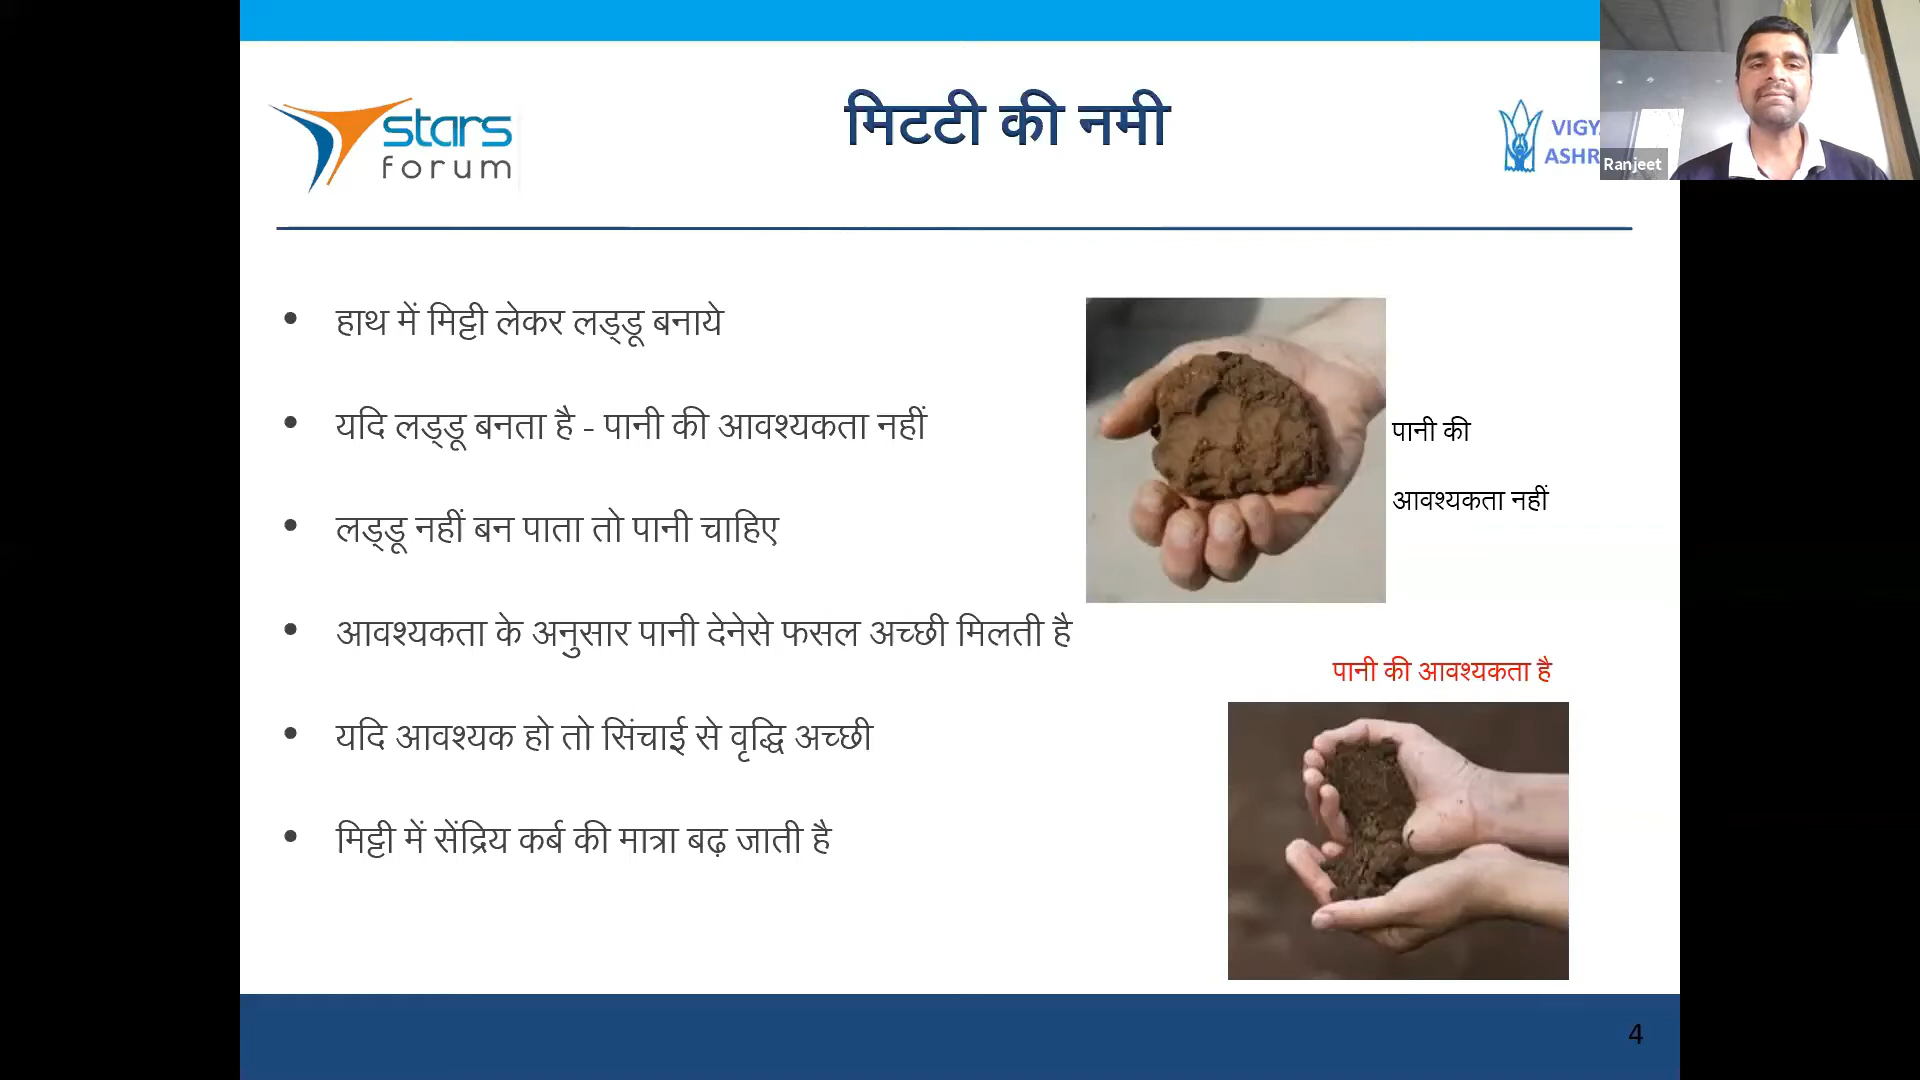 stars
forum
मिटटी की नमी
VIGY
ASHR
Ranjeet
• हाथ में मिट्टी लेकर लड्डू बनाये
• यदि लड्डू बनता है - पानी की आवश्यकता नहीं
• लड्डू नहीं बन पाता तो पानी चाहिए
• आवश्यकता के अनुसार पानी देनेसे फसल अच्छी मिलती है
• यदि आवश्यक हो तो सिंचाई से वृद्धि अच्छी
• मिट्टी में सेंद्रिय कर्ब की मात्रा बढ़ जाती है
पानी की
आवश्यकता नहीं
पानी की आवश्यकता है
4